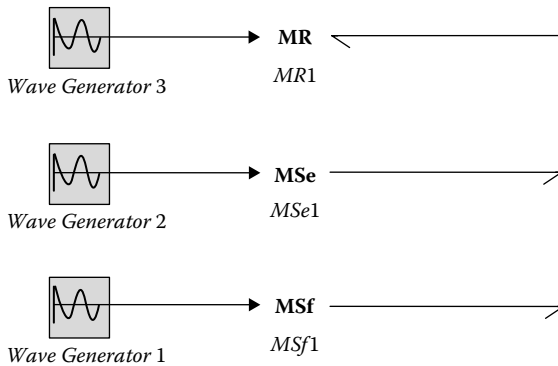 MR
Wave Generator 3
MR1
MSe
Wave Generator 2
MSe1
MSf
Wave Generator 1
MSf1